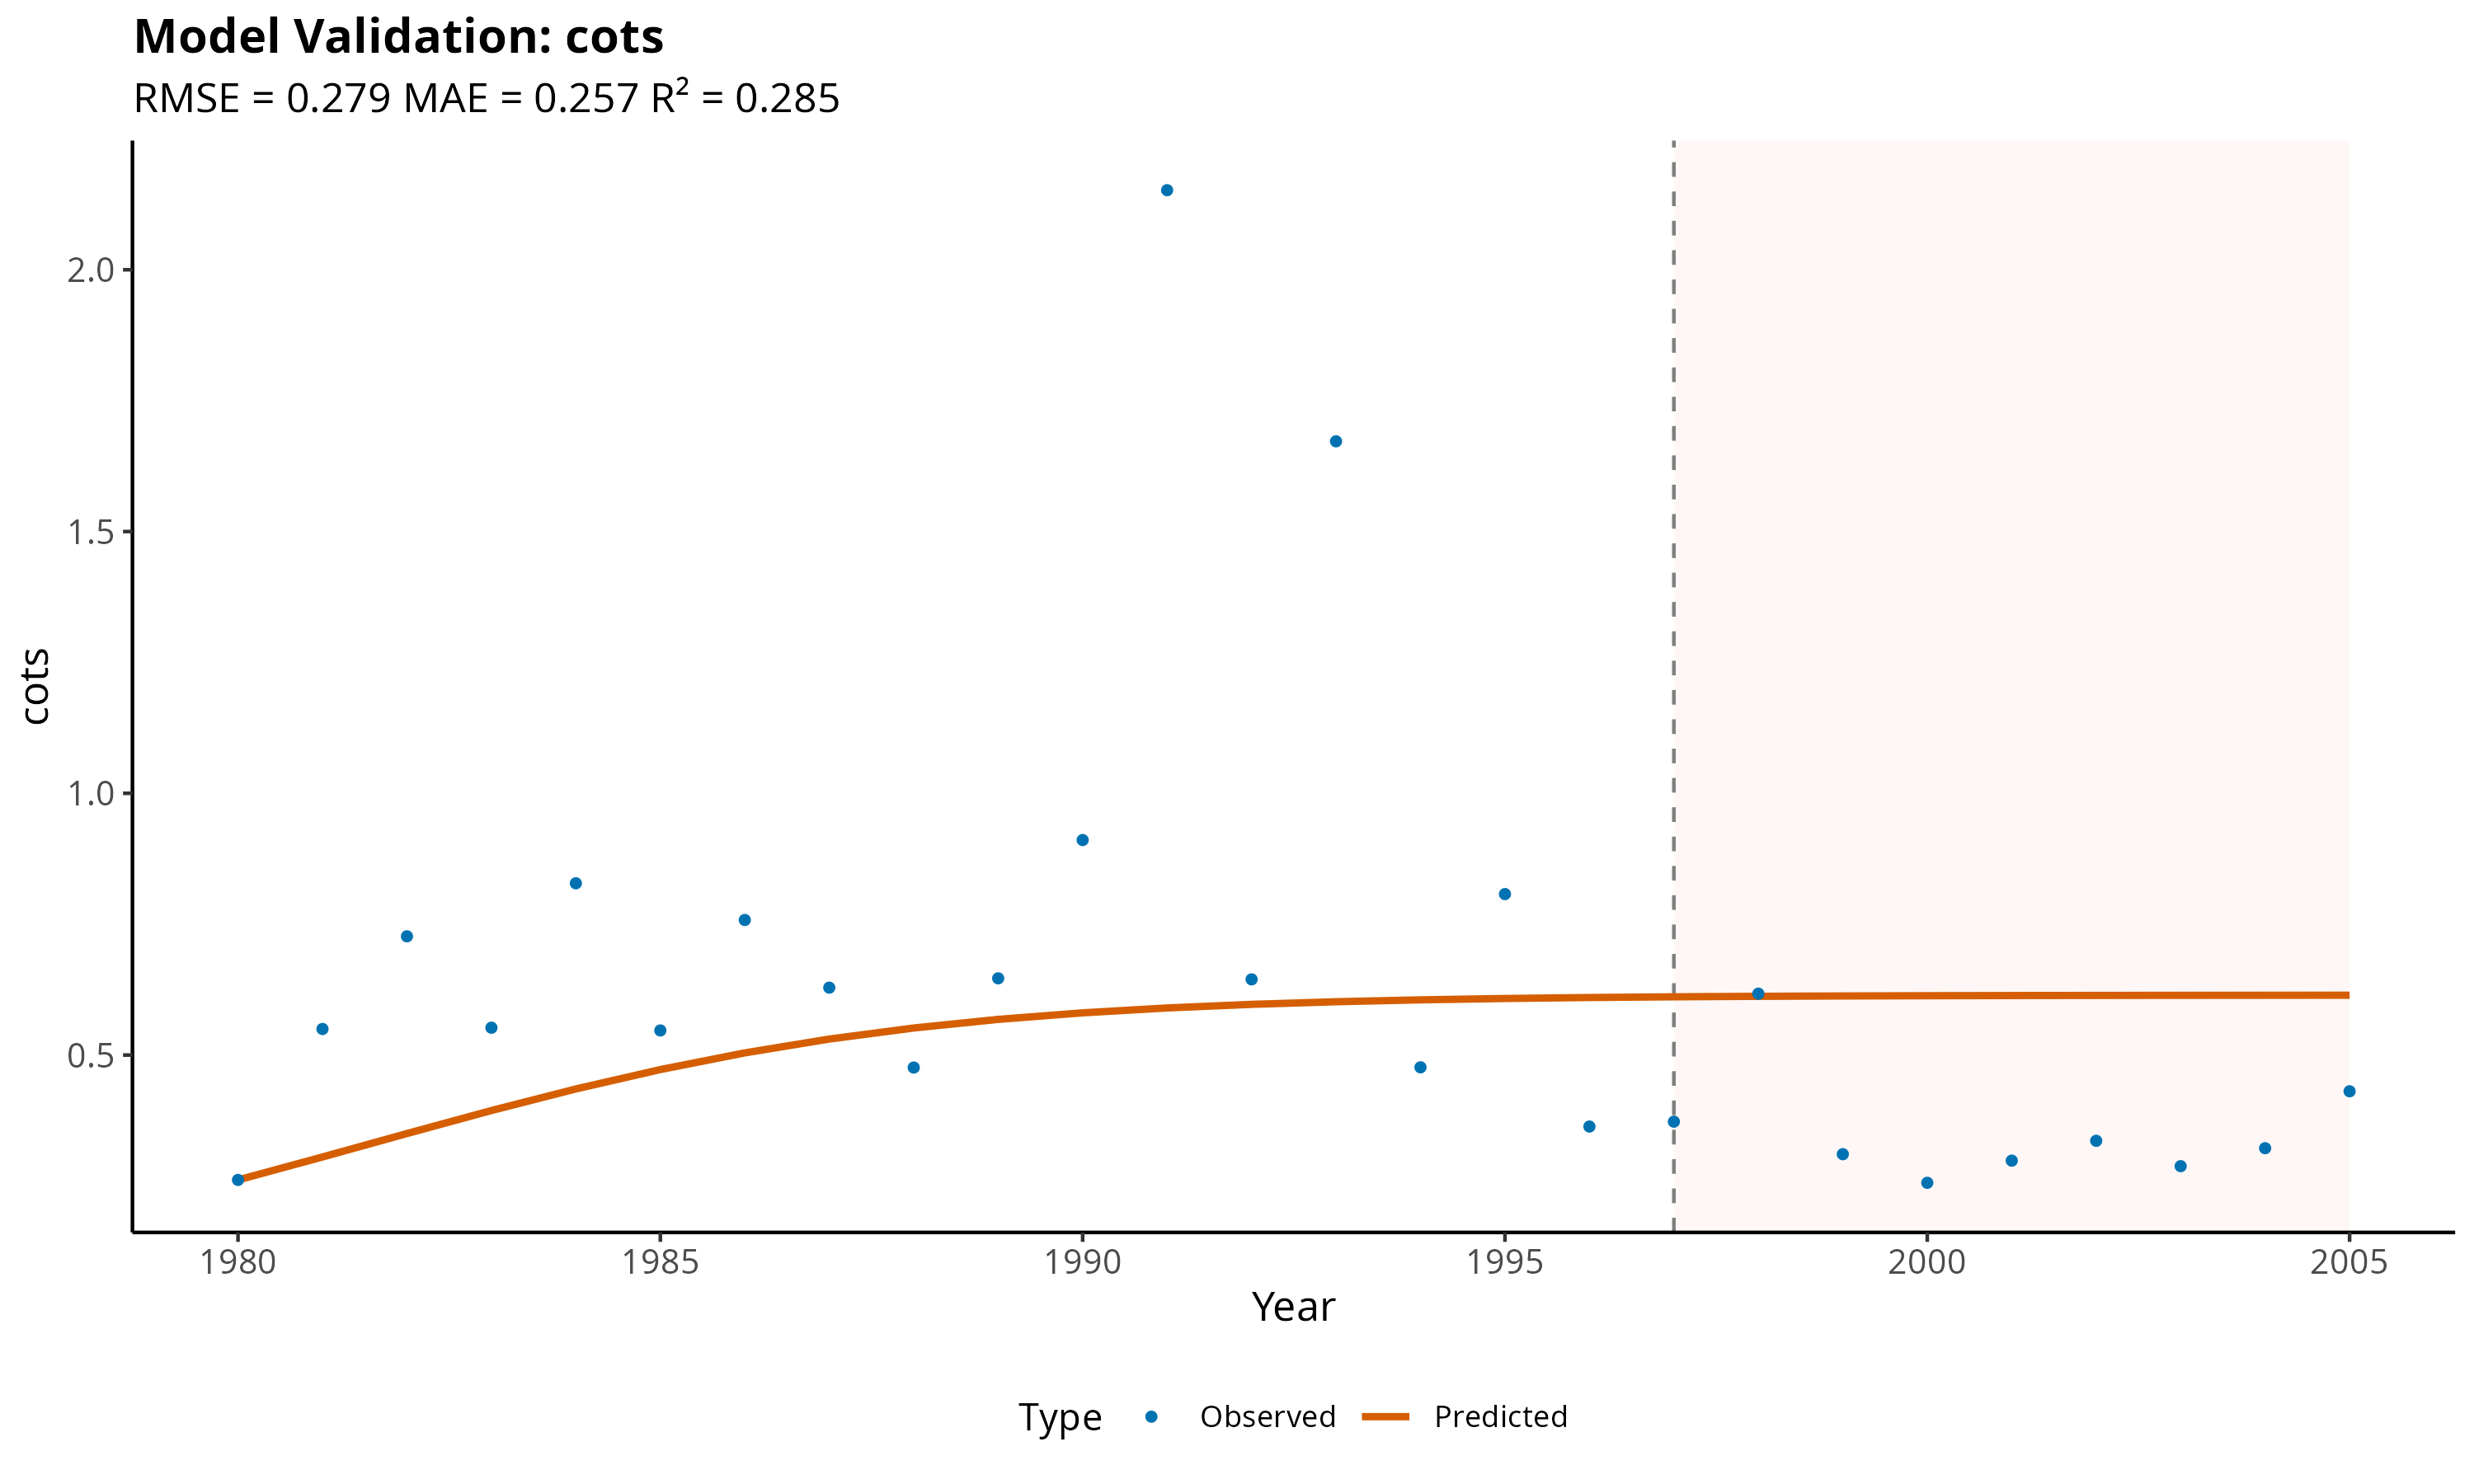 Model Validation: cots
RMSE = 0.279 MAE = 0.257 R² = 0.285
cots
2.0
1.5
1.0
0.5
1980 1985 1990 1995 2000 2005
Year
Type Observed Predicted